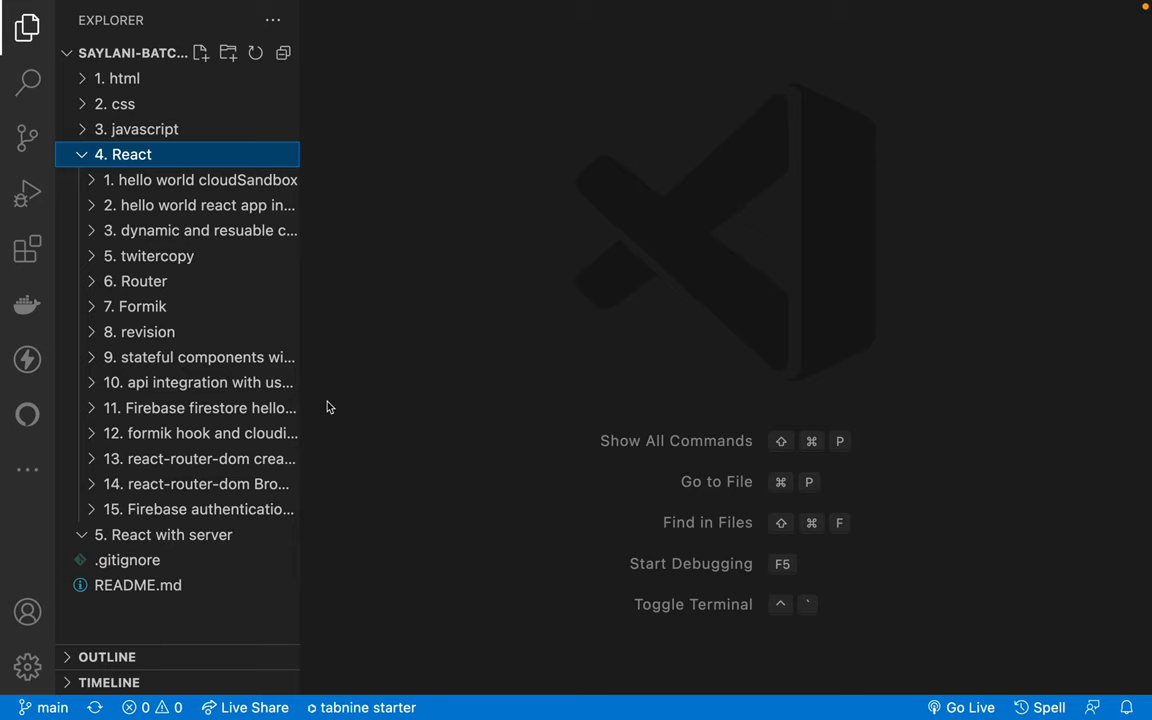 EXPLORER
SAYLANI-BATC...
1. html
2. css
3. javascript
4. React
1. hello world cloudSandbox
2. hello world react app in...
3. dynamic and resuable c...
5. twitercopy
6. Router
7. Formik
8. revision
9. stateful components wi...
10. api integration with us...
11. Firebase firestore hello...
12. formik hook and cloudi...
13. react-router-dom crea...
14. react-router-dom Bro...
15. Firebase authenticatio...
5. React with server
.gitignore
README.md
OUTLINE
TIMELINE
Show All Commands ⇧ ⌘ P
Go to File ⌘ P
Find in Files ⇧ ⌘ F
Start Debugging F5
Toggle Terminal ^ `
main 0 0 Live Share tabnine starter Go Live Spell